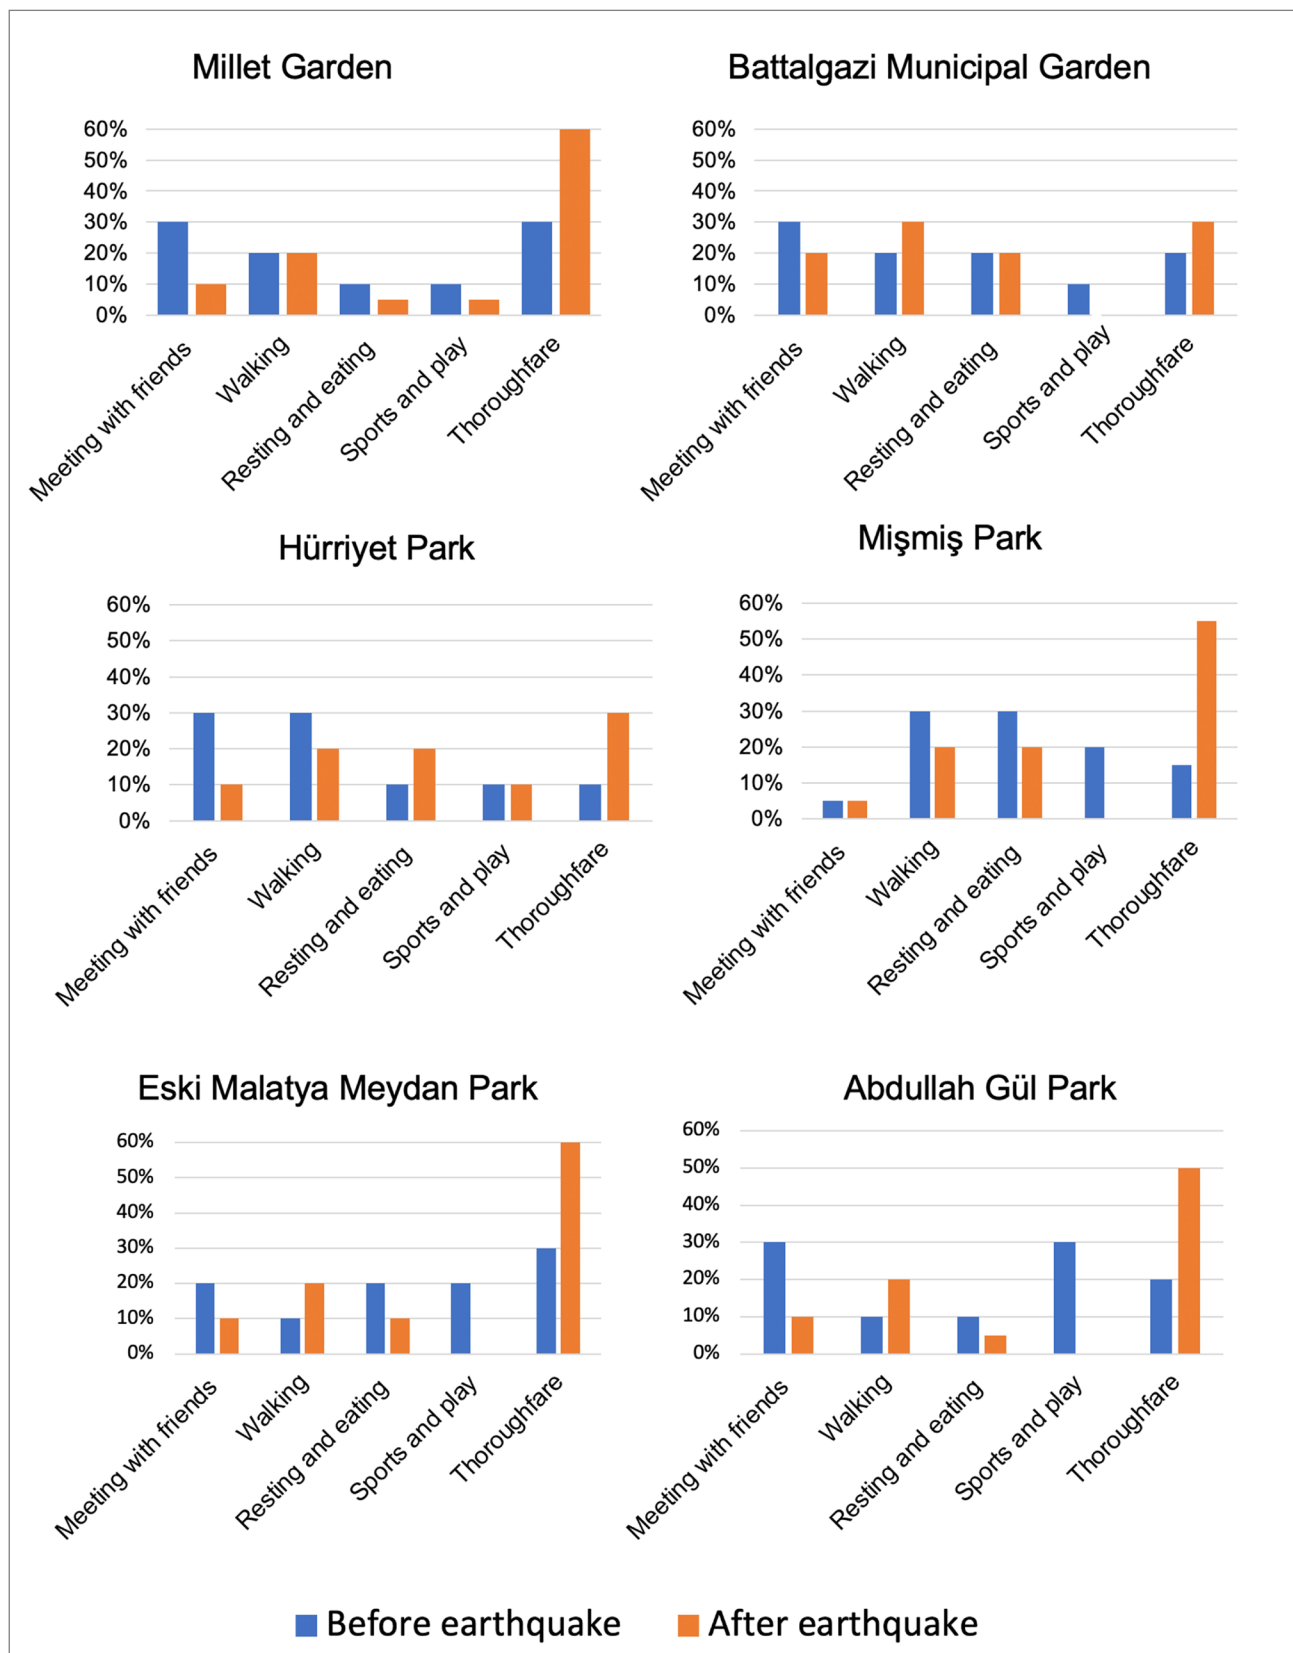 Millet Garden
60%
50%
40%
30%
20%
10%
0%
Meeting with friends
Walking
Resting and eating
Sports and play
Thoroughfare
Battalgazi Municipal Garden
60%
50%
40%
30%
20%
10%
0%
Meeting with friends
Walking
Resting and eating
Sports and play
Thoroughfare
Hürriyet Park
60%
50%
40%
30%
20%
10%
0%
Meeting with friends
Walking
Resting and eating
Sports and play
Thoroughfare
Mişmiş Park
60%
50%
40%
30%
20%
10%
0%
Meeting with friends
Walking
Resting and eating
Sports and play
Thoroughfare
Eski Malatya Meydan Park
60%
50%
40%
30%
20%
10%
0%
Meeting with friends
Walking
Resting and eating
Sports and play
Thoroughfare
Abdullah Gül Park
60%
50%
40%
30%
20%
10%
0%
Meeting with friends
Walking
Resting and eating
Sports and play
Thoroughfare
Before earthquake
After earthquake